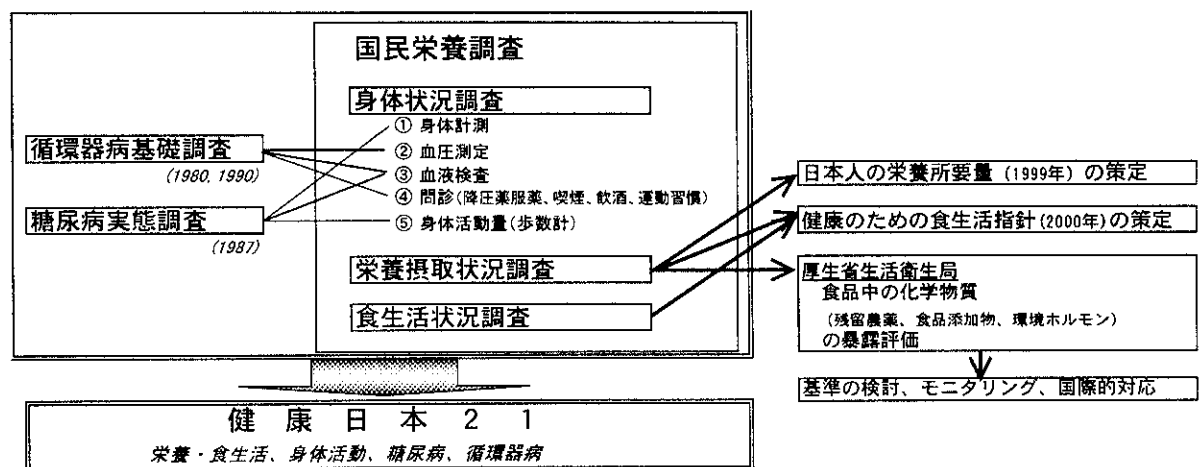 国民栄養調査
身体状況調査
① 身体計測
② 血圧測定
③ 血液検査
④ 問診(降圧薬服薬、喫煙、飲酒、運動習慣)
⑤ 身体活動量(歩数計)
栄養摂取状況調査
食生活状況調査
循環器病基礎調査
(1980, 1990)
糖尿病実態調査
(1987)
日本人の栄養所要量 (1999年) の策定
健康のための食生活指針(2000年)の策定
厚生省生活衛生局
食品中の化学物質
(残留農薬、食品添加物、環境ホルモン)
の暴露評価
基準の検討、モニタリング、国際的対応
健 康 日 本 2 1
栄養・食生活、身体活動、糖尿病、循環器病